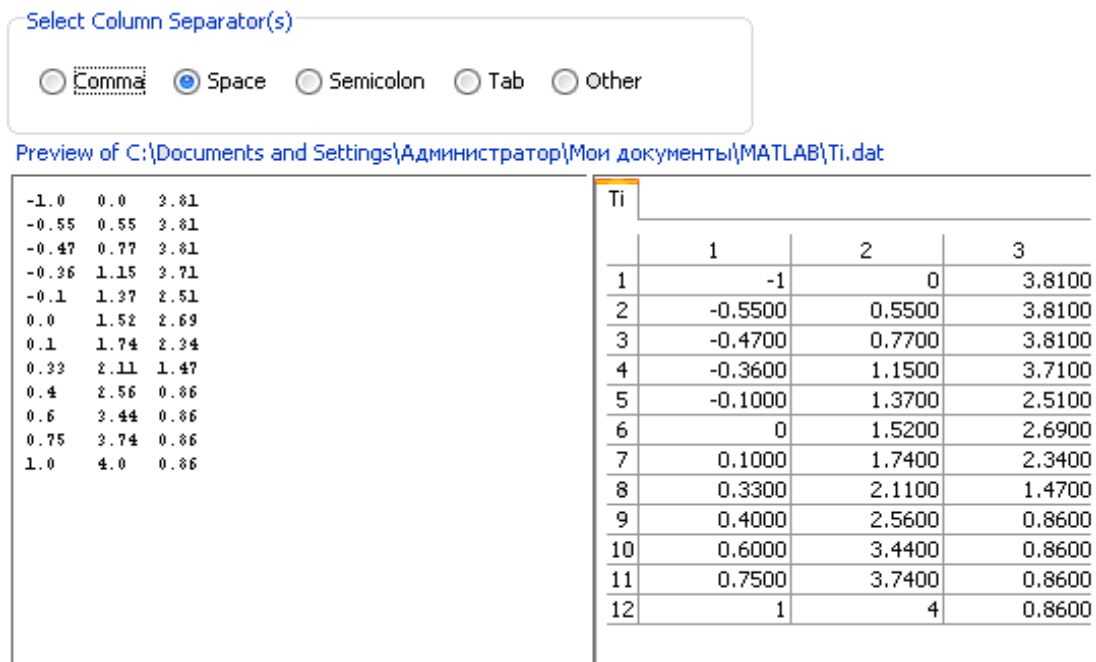 Select Column Separator(s)
Comma Space Semicolon Tab Other
Preview of C:\Documents and Settings\Администратор\Мои документы\MATLAB\Ti.dat
-1.0 0.0 3.81
-0.55 0.55 3.81
-0.47 0.77 3.81
-0.36 1.15 3.71
-0.1 1.37 2.51
0.0 1.52 2.69
0.1 1.74 2.34
0.33 2.11 1.47
0.4 2.56 0.86
0.6 3.44 0.86
0.75 3.74 0.86
1.0 4.0 0.86
Ti
1 2 3
1 -1 0 3.8100
2 -0.5500 0.5500 3.8100
3 -0.4700 0.7700 3.8100
4 -0.3600 1.1500 3.7100
5 -0.1000 1.3700 2.5100
6 0 1.5200 2.6900
7 0.1000 1.7400 2.3400
8 0.3300 2.1100 1.4700
9 0.4000 2.5600 0.8600
10 0.6000 3.4400 0.8600
11 0.7500 3.7400 0.8600
12 1 4 0.8600